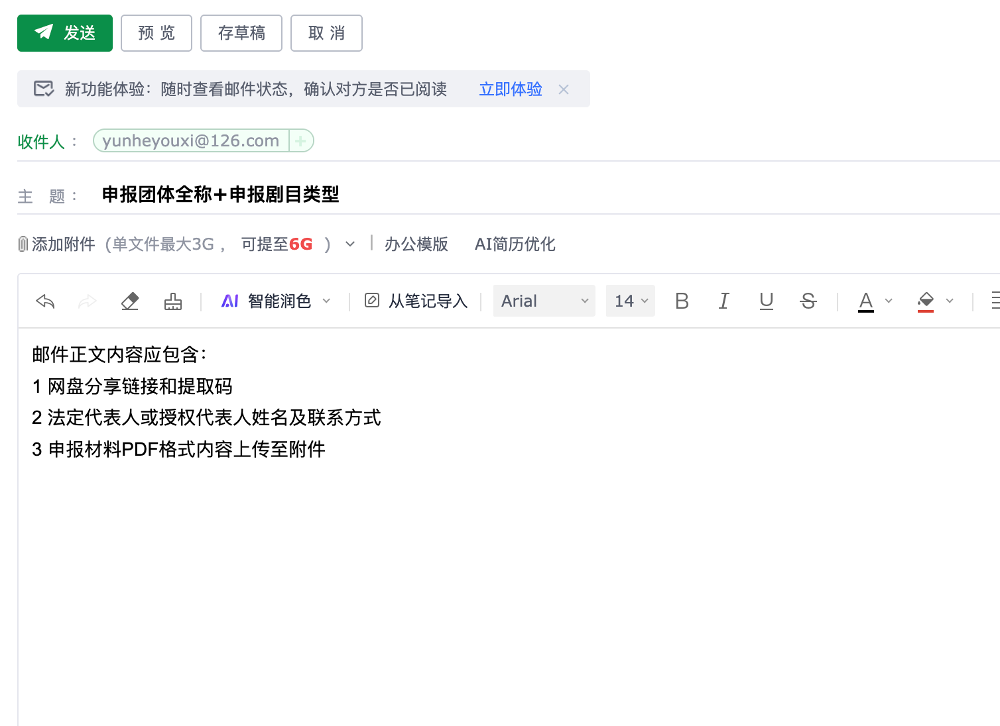 发送 预 览 存草稿 取 消
新功能体验：随时查看邮件状态，确认对方是否已阅读 立即体验
收件人： yunheyouxi@126.com
主 题： 申报团体全称+申报剧目类型
添加附件（单文件最大3G， 可提至6G ） 办公模版 AI简历优化
AI 智能润色 从笔记导入 Arial 14 B I U S A
邮件正文内容应包含：
1 网盘分享链接和提取码
2 法定代表人或授权代表人姓名及联系方式
3 申报材料PDF格式内容上传至附件